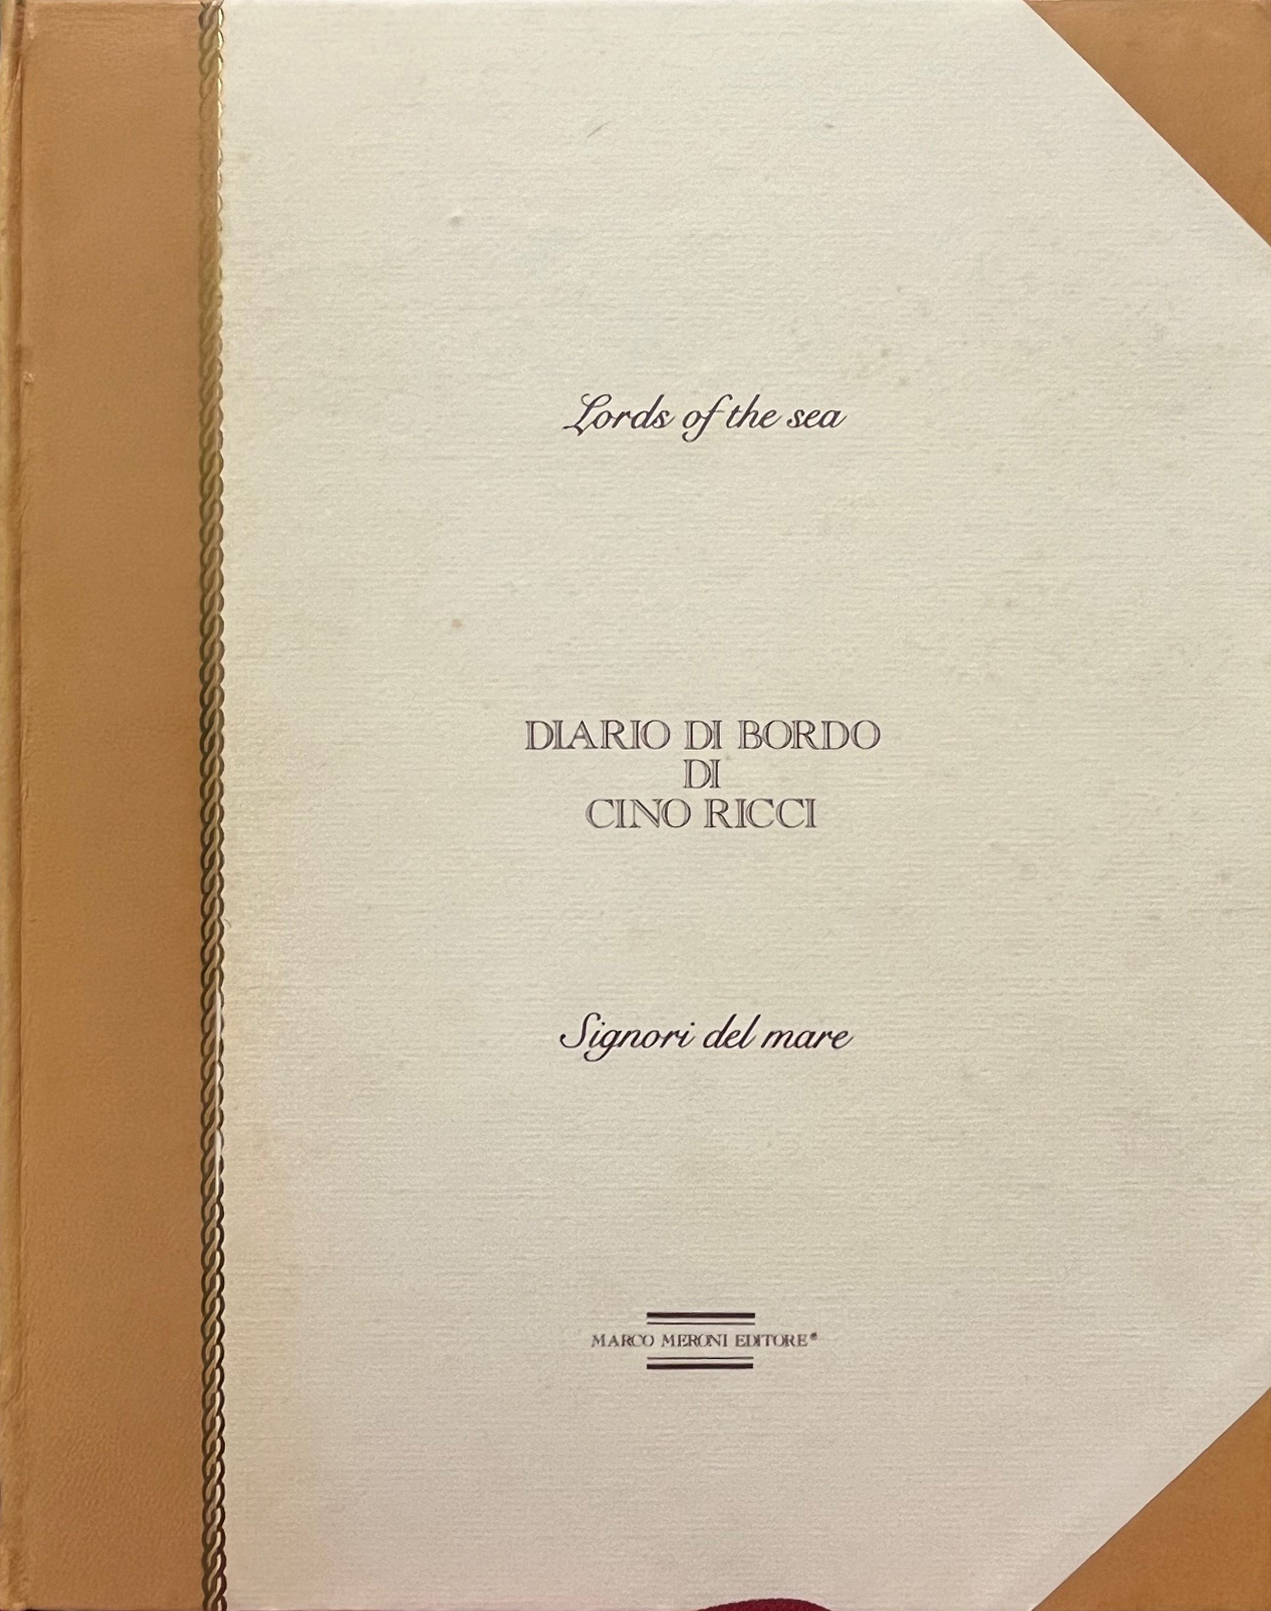 Lords of the sea
DIARIO DI BORDO
DI
CINO RICCI
Signori del mare
MARCO MERONI EDITORE®